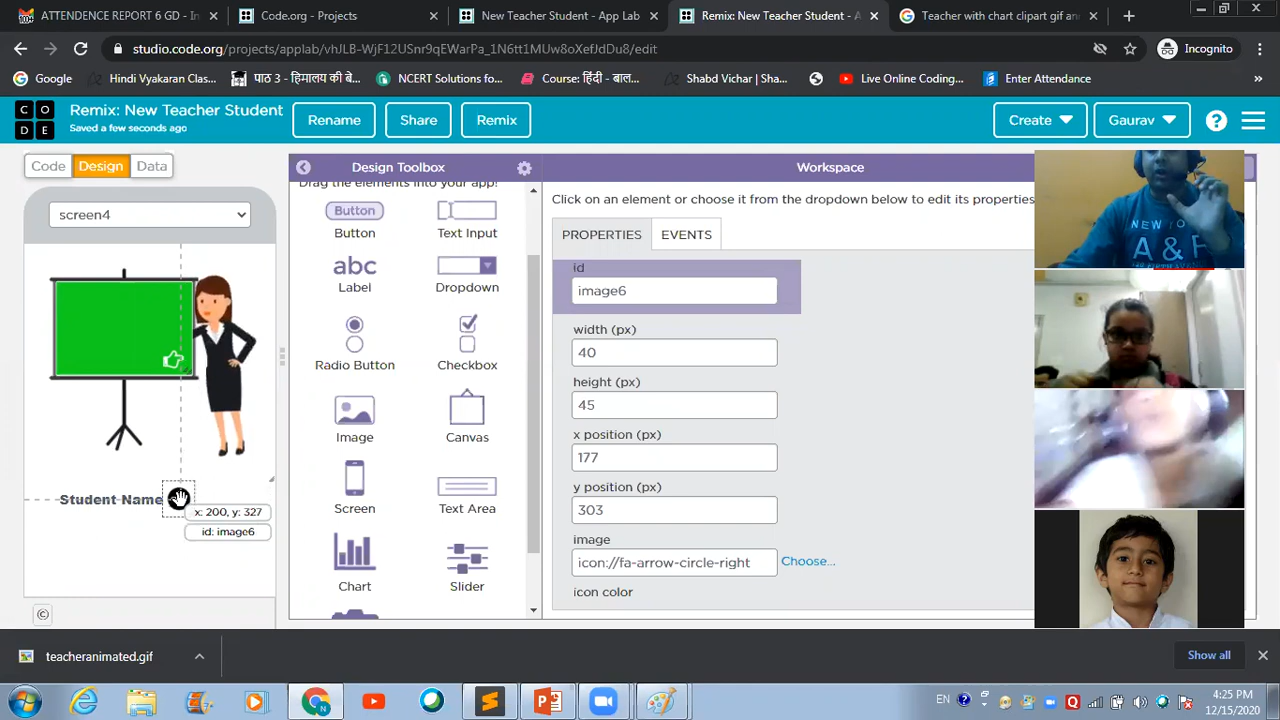 ATTENDENCE REPORT 6 GD - In
Code.org - Projects
New Teacher Student - App Lab
Remix: New Teacher Student - A
Teacher with chart clipart gif an
studio.code.org/projects/applab/vhJLB-WjF12USnr9qEWarPa_1N6tt1MUw8oXefJdDu8/edit
Incognito
Google
Hindi Vyakaran Clas...
पाठ 3 - हिमालय की बे...
NCERT Solutions fo...
Course: हिंदी - बाल...
Shabd Vichar | Sha...
Live Online Coding...
Enter Attendance
C O
D E
Remix: New Teacher Student
Saved a few seconds ago
Rename
Share
Remix
Create
Gaurav
?
Code
Design
Data
Design Toolbox
Workspace
Drag the elements into your app!
Click on an element or choose it from the dropdown below to edit its properties
screen4
PROPERTIES
EVENTS
Button
Button
Text Input
abc
Label
Dropdown
Radio Button
Checkbox
Image
Canvas
Screen
Text Area
Chart
Slider
id
image6
width (px)
40
height (px)
45
x position (px)
177
y position (px)
303
image
icon://fa-arrow-circle-right
Choose...
icon color
Student Name
x: 200, y: 327
id: image6
NEW YO
A & F
teacheranimated.gif
Show all
EN
4:25 PM
12/15/2020